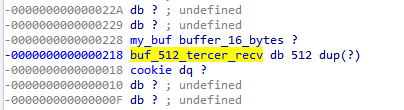 -000000000000022A db ? ; undefined
-0000000000000229 db ? ; undefined
-0000000000000228 my_buf buffer_16_bytes ?
-0000000000000218 buf_512_tercer_recv db 512 dup(?)
-0000000000000018 cookie dq ?
-0000000000000010 db ? ; undefined
-000000000000000F db ? ; undefined